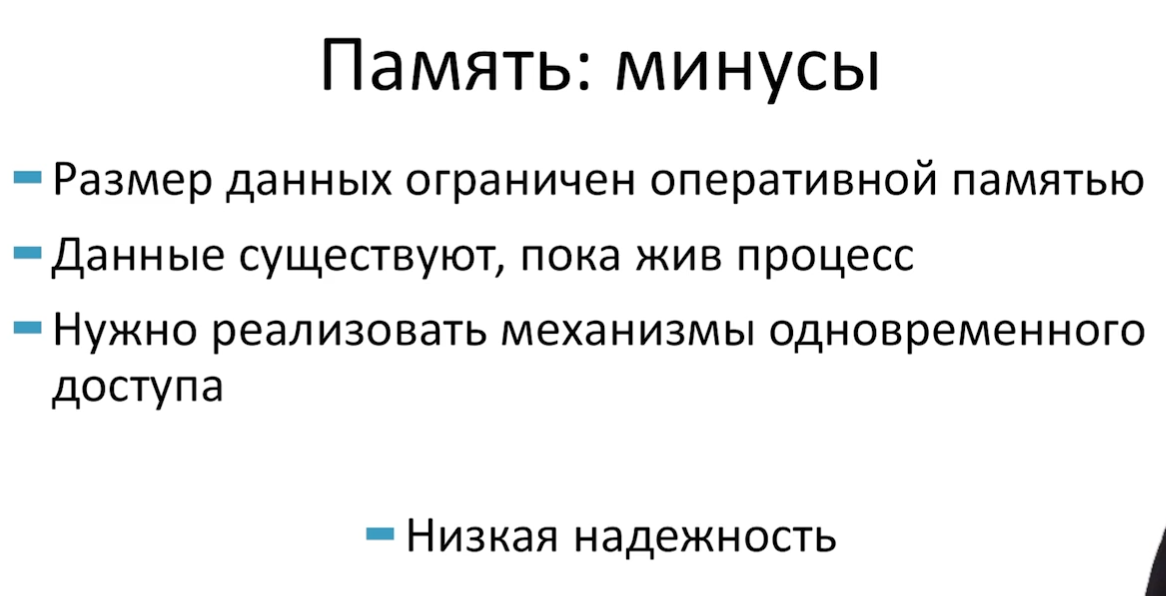 Память: минусы
Размер данных ограничен оперативной памятью
Данные существуют, пока жив процесс
Нужно реализовать механизмы одновременного
доступа
Низкая надежность